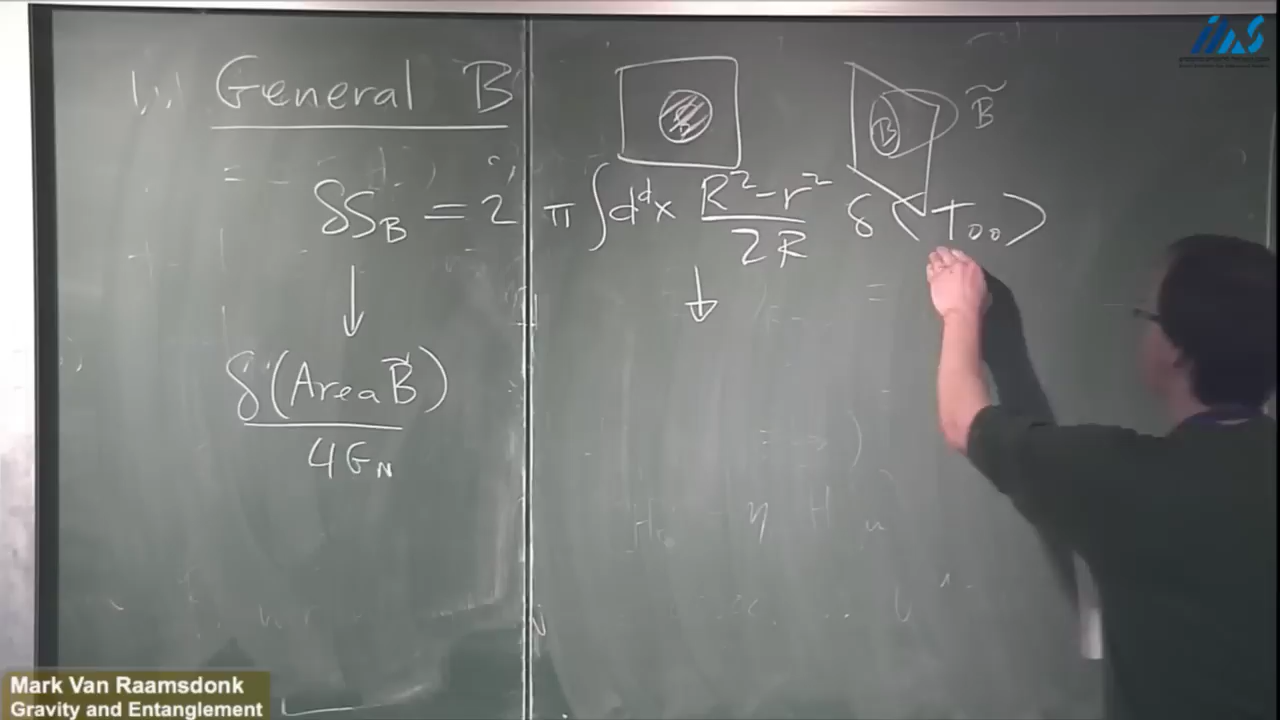 General B
B
B̃
δS_B = 2π ∫ d^d x (R² - r²)/(2R) δ⟨T₀₀⟩
↓ ↓
δ(Area B̃)
4G_N
Mark Van Raamsdonk
Gravity and Entanglement